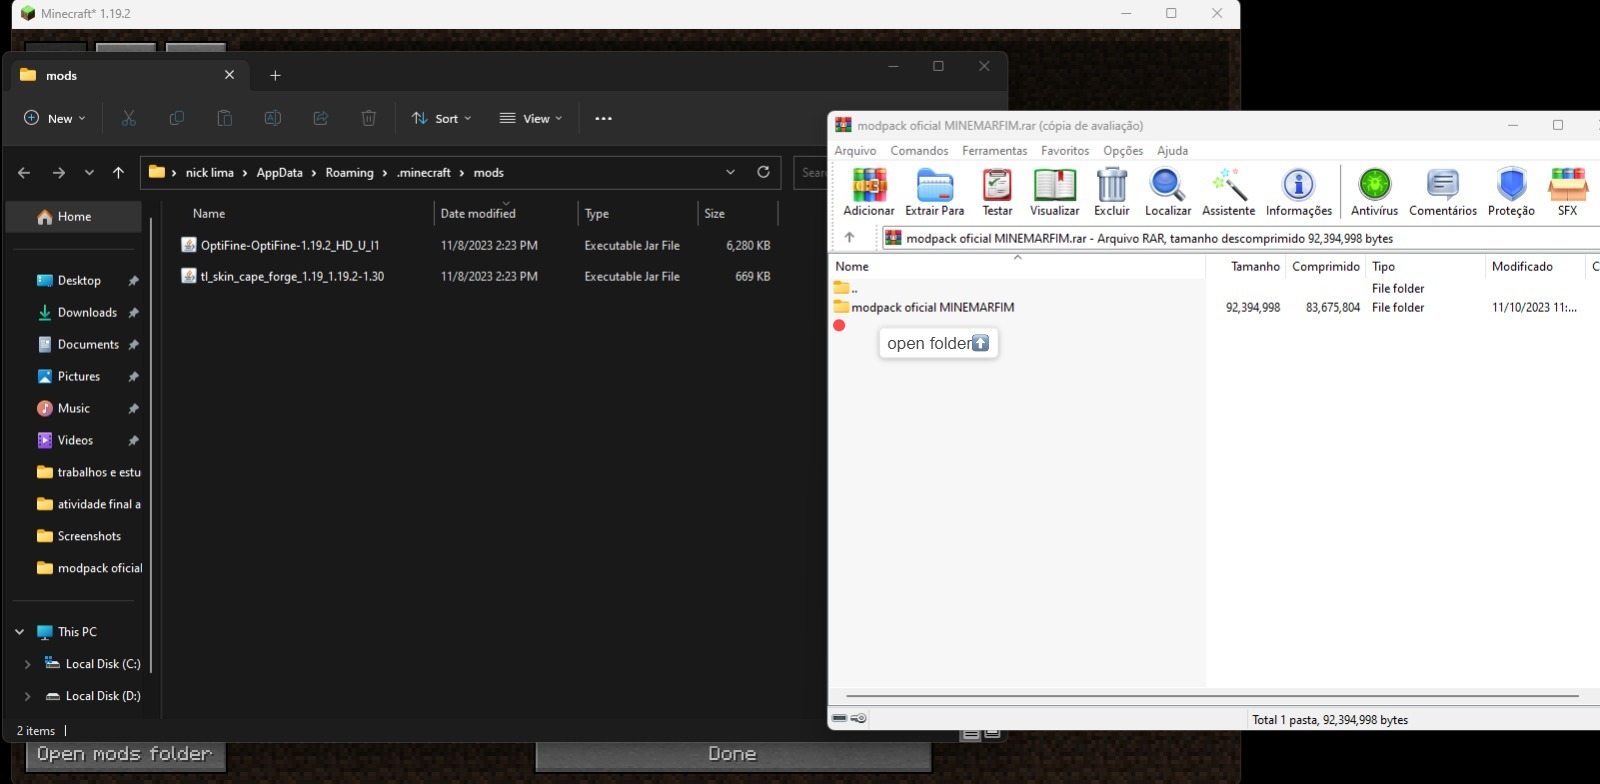 Minecraft* 1.19.2
mods
New
Sort
View
nick lima > AppData > Roaming > .minecraft > mods
Home
Desktop
Downloads
Documents
Pictures
Music
Videos
trabalhos e estu
atividade final a
Screenshots
modpack oficial
This PC
Local Disk (C:)
Local Disk (D:)
Name Date modified Type Size
OptiFine-OptiFine-1.19.2_HD_U_I1 11/8/2023 2:23 PM Executable Jar File 6,280 KB
tl_skin_cape_forge_1.19_1.19.2-1.30 11/8/2023 2:23 PM Executable Jar File 669 KB
2 items
Open mods folder
Done
modpack oficial MINEMARFIM.rar (cópia de avaliação)
Arquivo Comandos Ferramentas Favoritos Opções Ajuda
Adicionar Extrair Para Testar Visualizar Excluir Localizar Assistente Informações Antivírus Comentários Proteção SFX
modpack oficial MINEMARFIM.rar - Arquivo RAR, tamanho descomprimido 92,394,998 bytes
Nome Tamanho Comprimido Tipo Modificado C
.. File folder
modpack oficial MINEMARFIM 92,394,998 83,675,804 File folder 11/10/2023 11:...
open folder
Total 1 pasta, 92,394,998 bytes